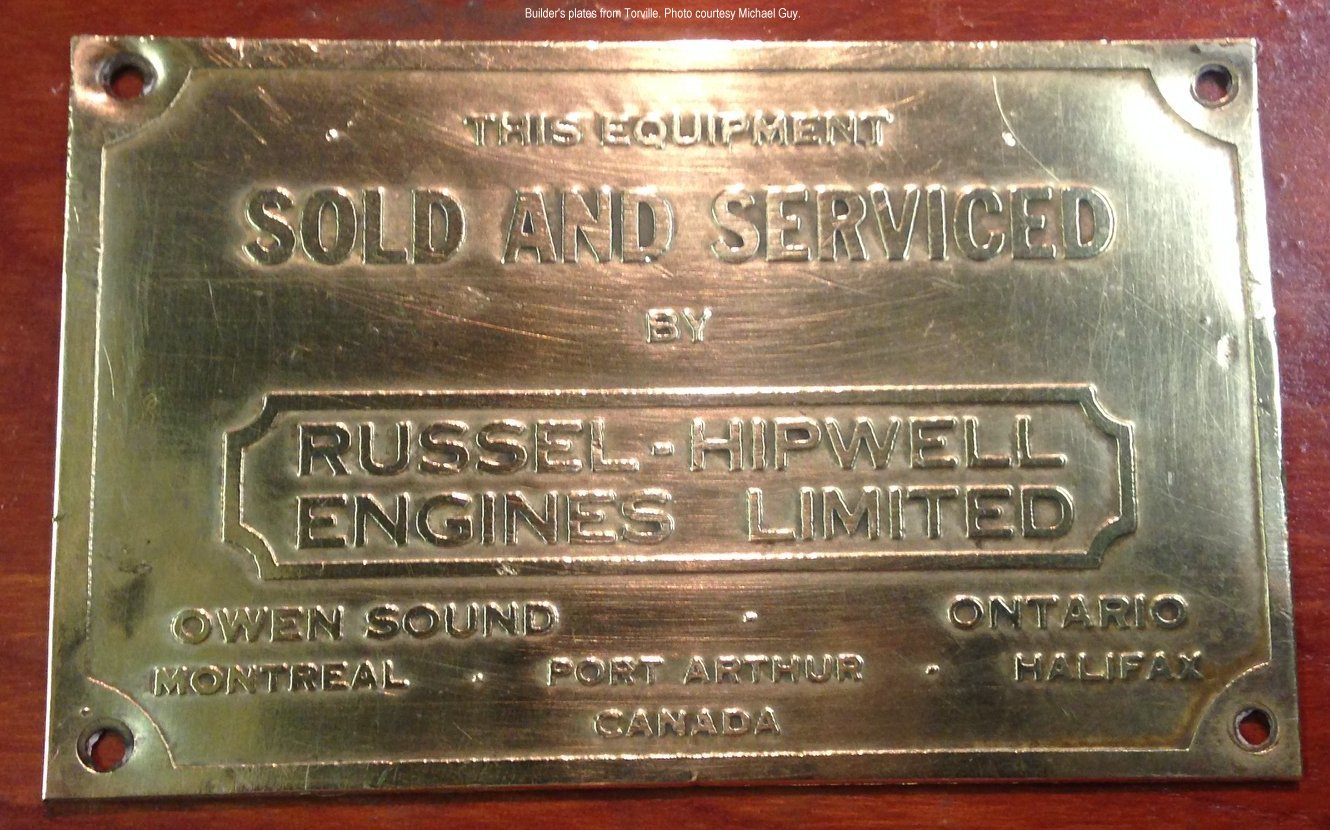 Builder's plates from Torville. Photo courtesy Michael Guy.
THIS EQUIPMENT
SOLD AND SERVICED
BY
RUSSEL-HIPWELL
ENGINES LIMITED
OWEN SOUND · ONTARIO
MONTREAL · PORT ARTHUR · HALIFAX
CANADA